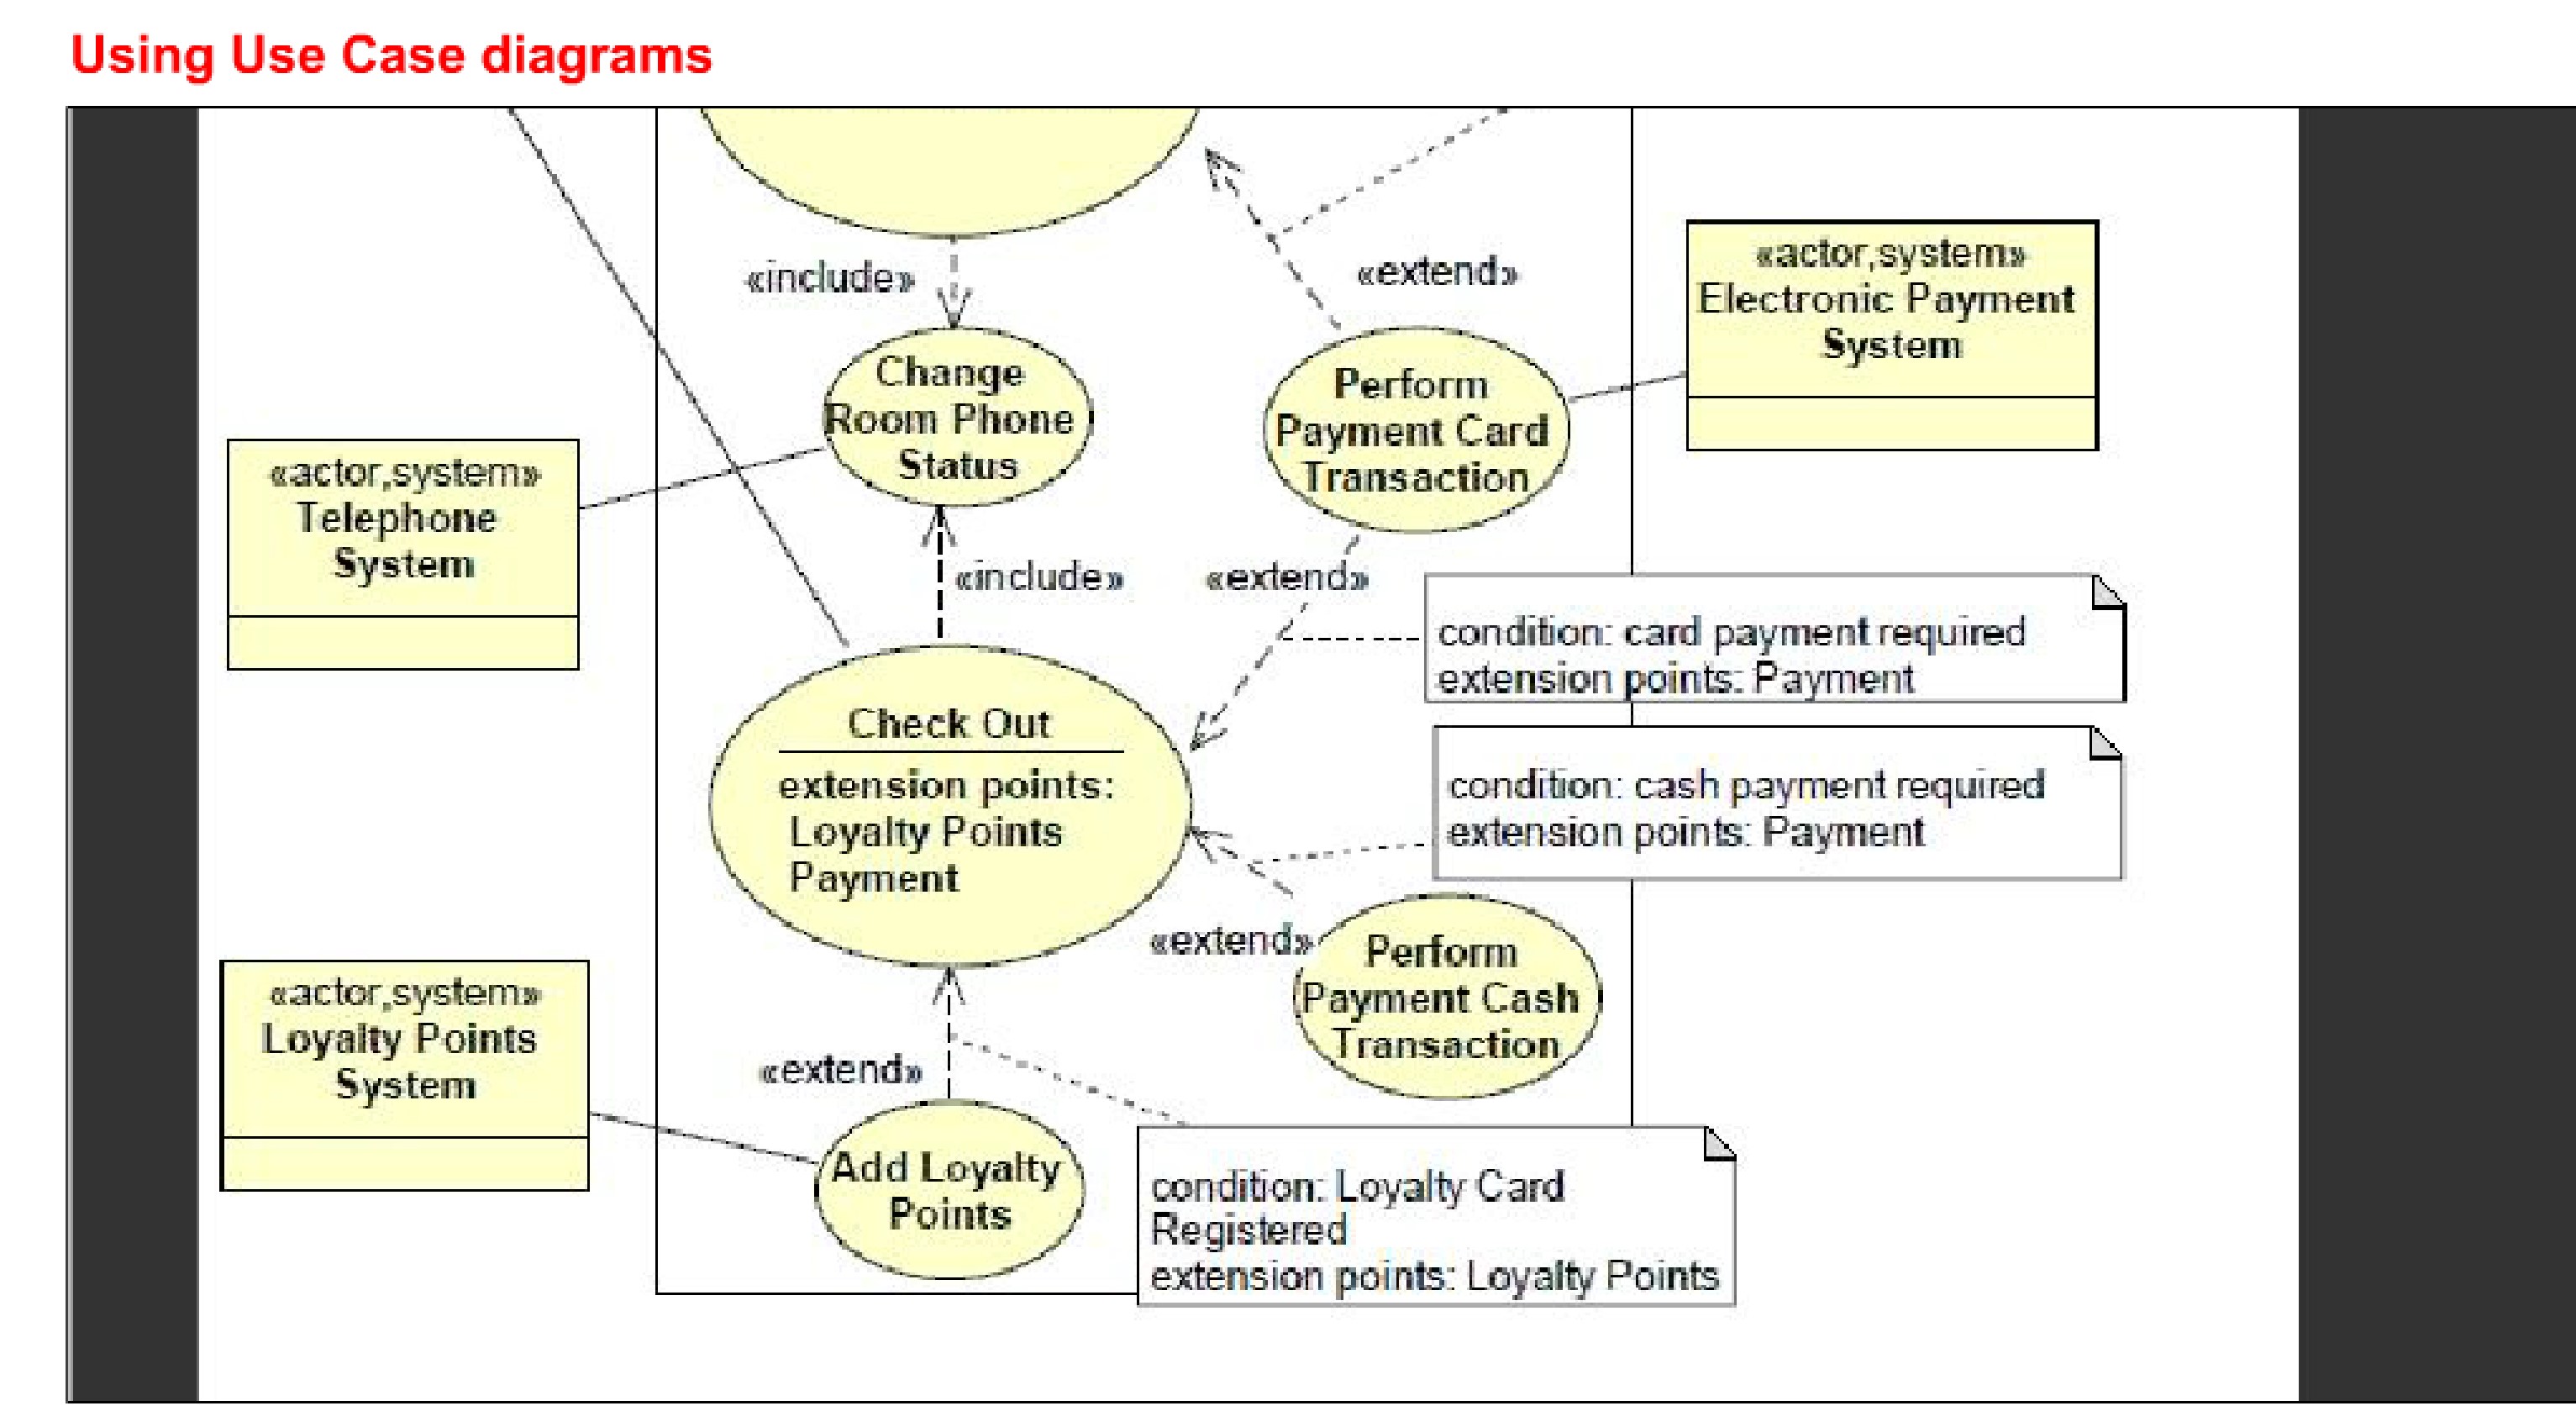 Using Use Case diagrams
«include»
«extend»
«actor,system»
Electronic Payment
System
Change
Room Phone
Status
Perform
Payment Card
Transaction
«actor,system»
Telephone
System
«include»
«extend»
condition: card payment required
extension points: Payment
Check Out
extension points:
Loyalty Points
Payment
condition: cash payment required
extension points: Payment
«extend»
Perform
Payment Cash
Transaction
«actor,system»
Loyalty Points
System
«extend»
Add Loyalty
Points
condition: Loyalty Card
Registered
extension points: Loyalty Points